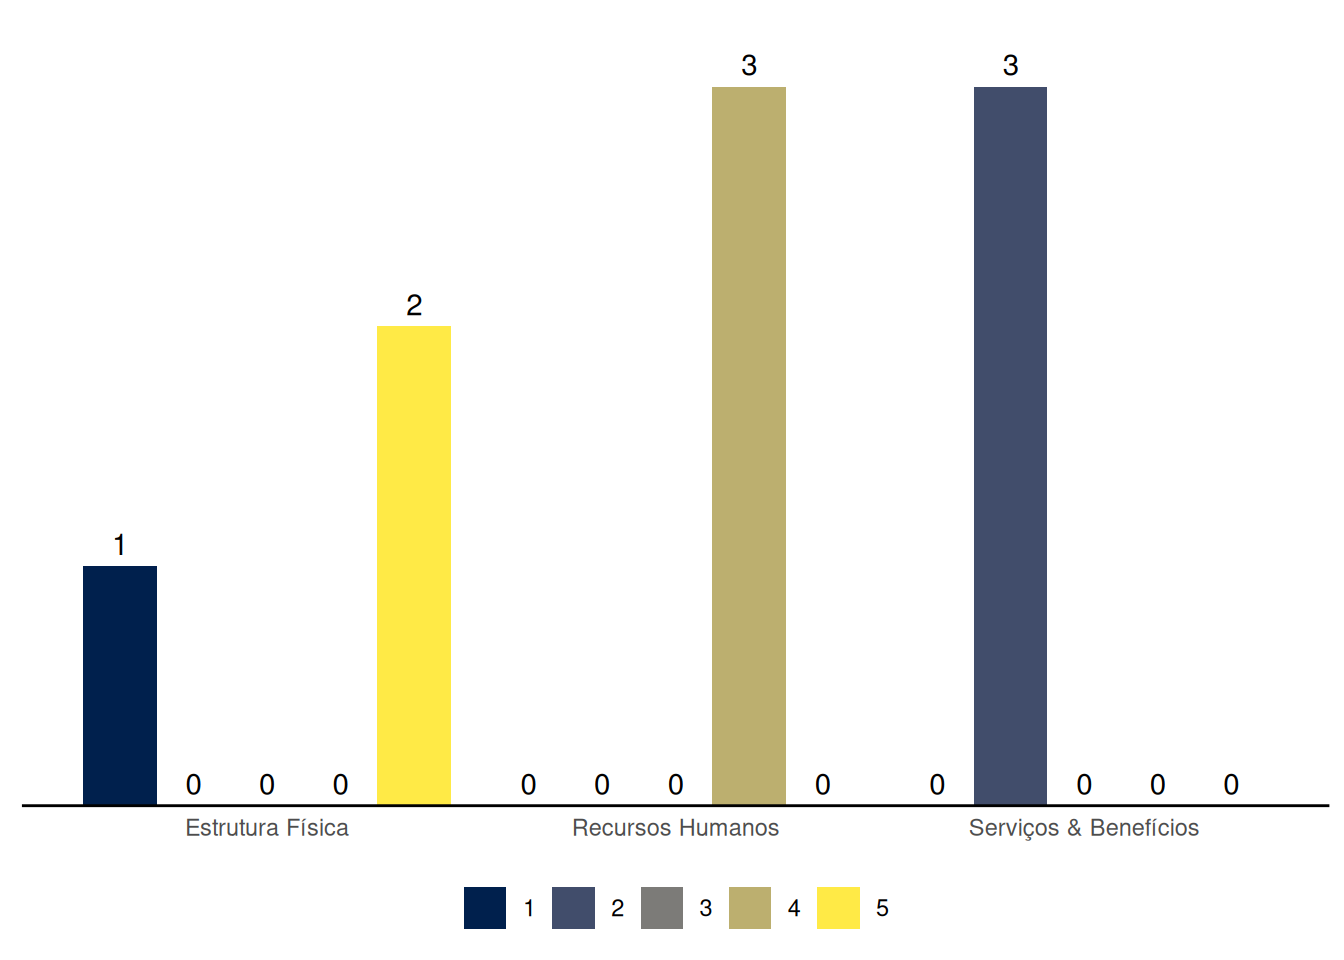 3 3
2
1
0 0 0 0 0 0 0 0 0 0 0
Estrutura Física Recursos Humanos Serviços & Benefícios
1 2 3 4 5